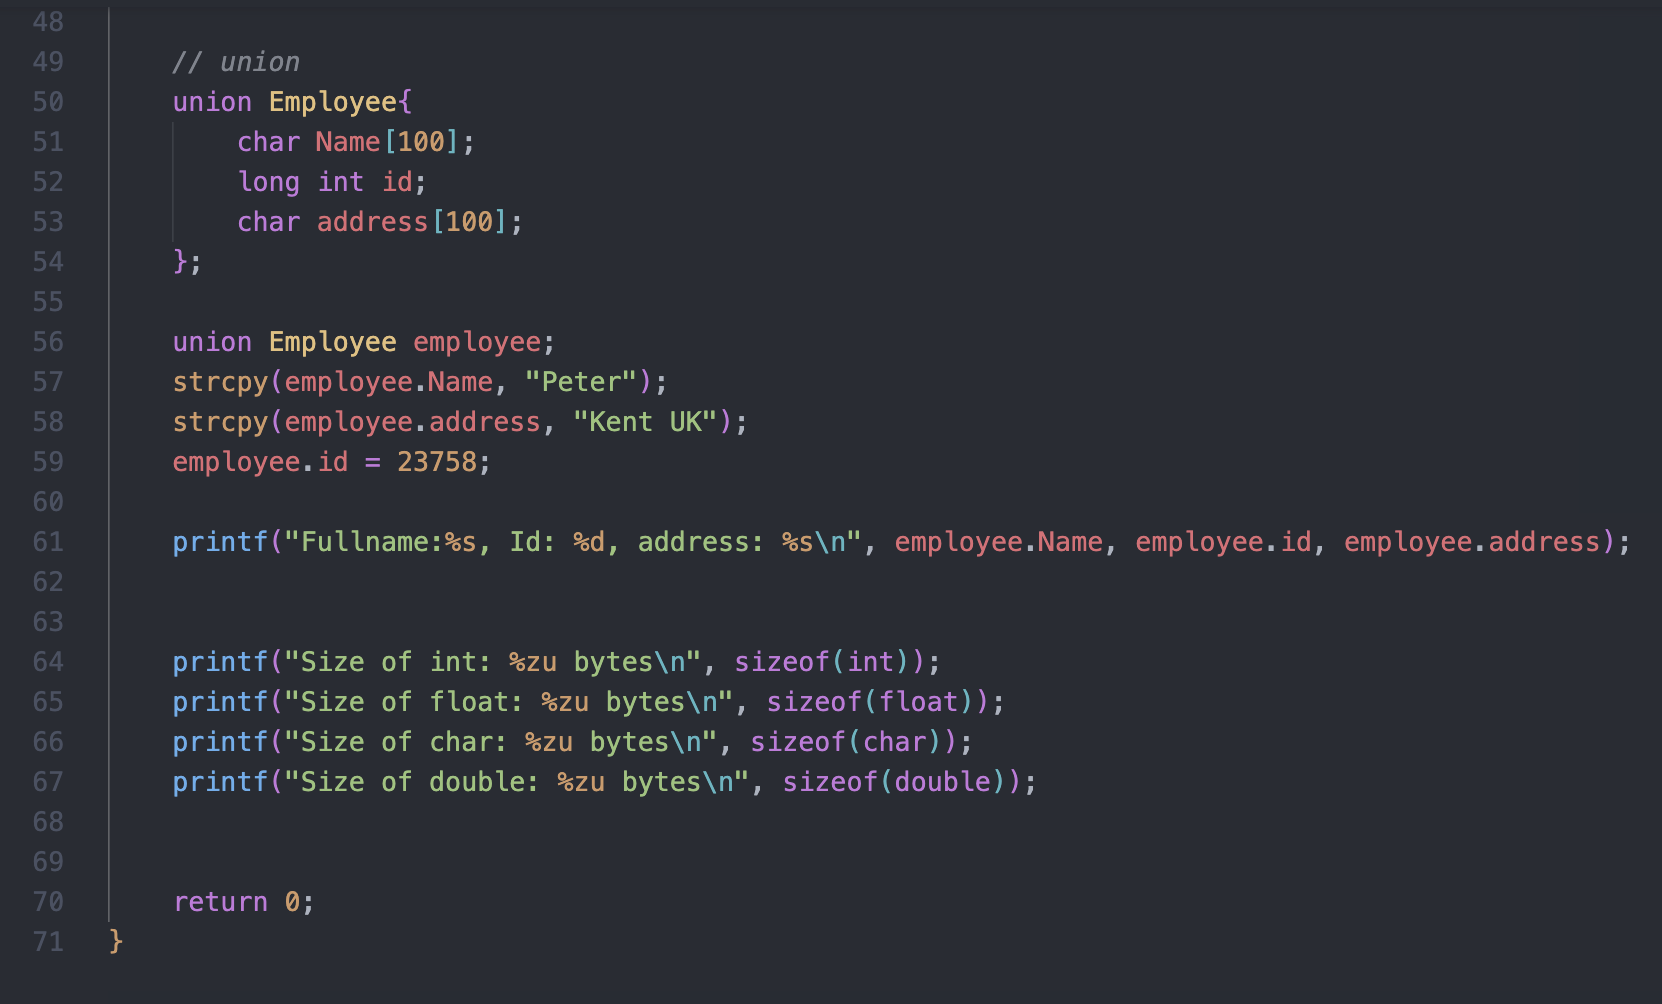 48
49 // union
50 union Employee{
51 char Name[100];
52 long int id;
53 char address[100];
54 };
55
56 union Employee employee;
57 strcpy(employee.Name, "Peter");
58 strcpy(employee.address, "Kent UK");
59 employee.id = 23758;
60
61 printf("Fullname:%s, Id: %d, address: %s\n", employee.Name, employee.id, employee.address);
62
63
64 printf("Size of int: %zu bytes\n", sizeof(int));
65 printf("Size of float: %zu bytes\n", sizeof(float));
66 printf("Size of char: %zu bytes\n", sizeof(char));
67 printf("Size of double: %zu bytes\n", sizeof(double));
68
69
70 return 0;
71 }